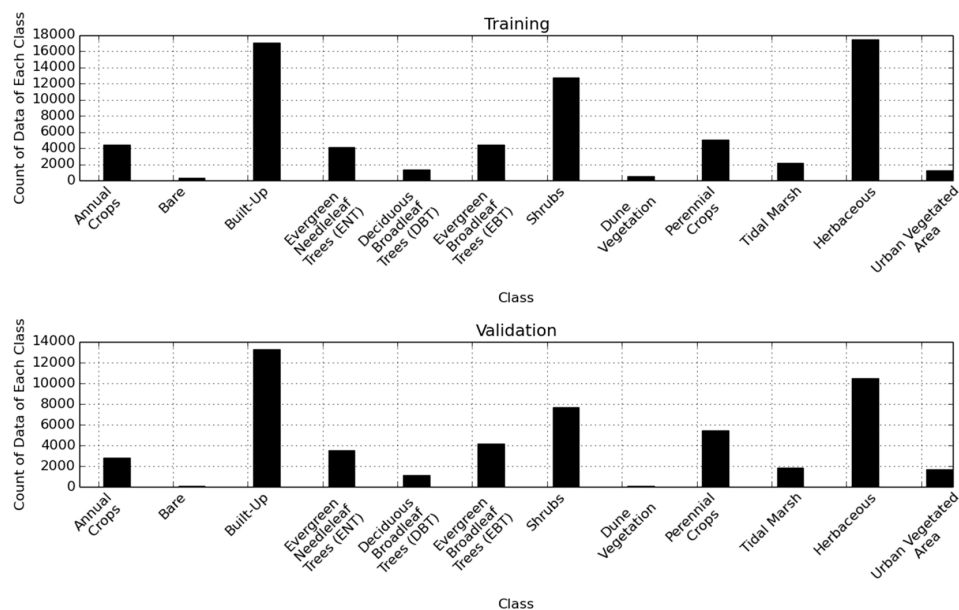 Training
Count of Data of Each Class
18000
16000
14000
12000
10000
8000
6000
4000
2000
0
Annual
Crops
Bare
Built-Up
Evergreen
Needleleaf
Trees (ENT)
Deciduous
Broadleaf
Trees (DBT)
Evergreen
Broadleaf
Trees (EBT)
Shrubs
Dune
Vegetation
Perennial
Crops
Tidal Marsh
Herbaceous
Urban Vegetated
Area
Class
Validation
Count of Data of Each Class
14000
12000
10000
8000
6000
4000
2000
0
Annual
Crops
Bare
Built-Up
Evergreen
Needleleaf
Trees (ENT)
Deciduous
Broadleaf
Trees (DBT)
Evergreen
Broadleaf
Trees (EBT)
Shrubs
Dune
Vegetation
Perennial
Crops
Tidal Marsh
Herbaceous
Urban Vegetated
Area
Class